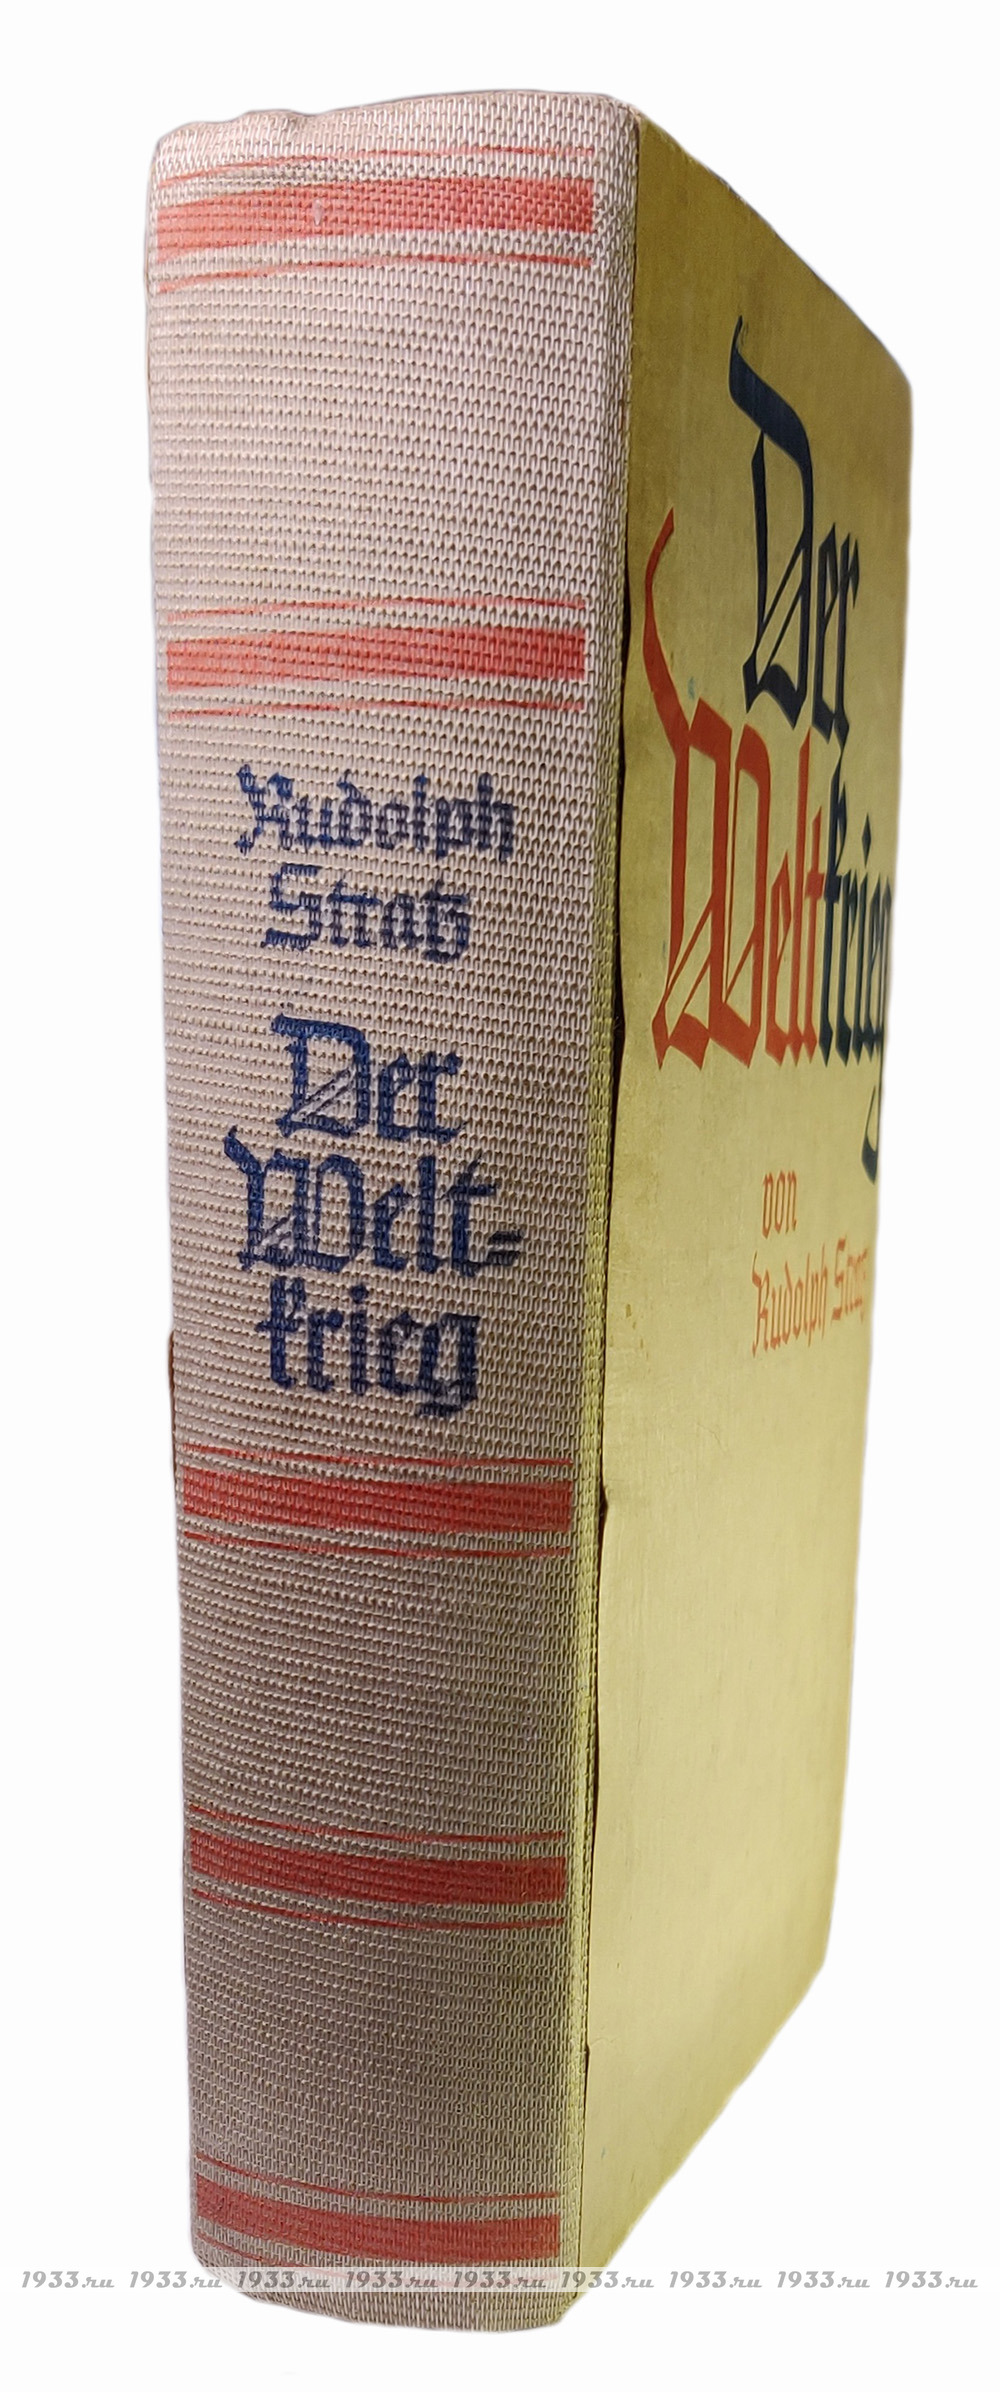 Rudolph
Stratz
Der
Welt=
krieg
Der
Weltkrieg
von
Rudolph Stratz
1933.ru 1933.ru 1933.ru 1933.ru 1933.ru 1933.ru 1933.ru 1933.ru 1933.ru